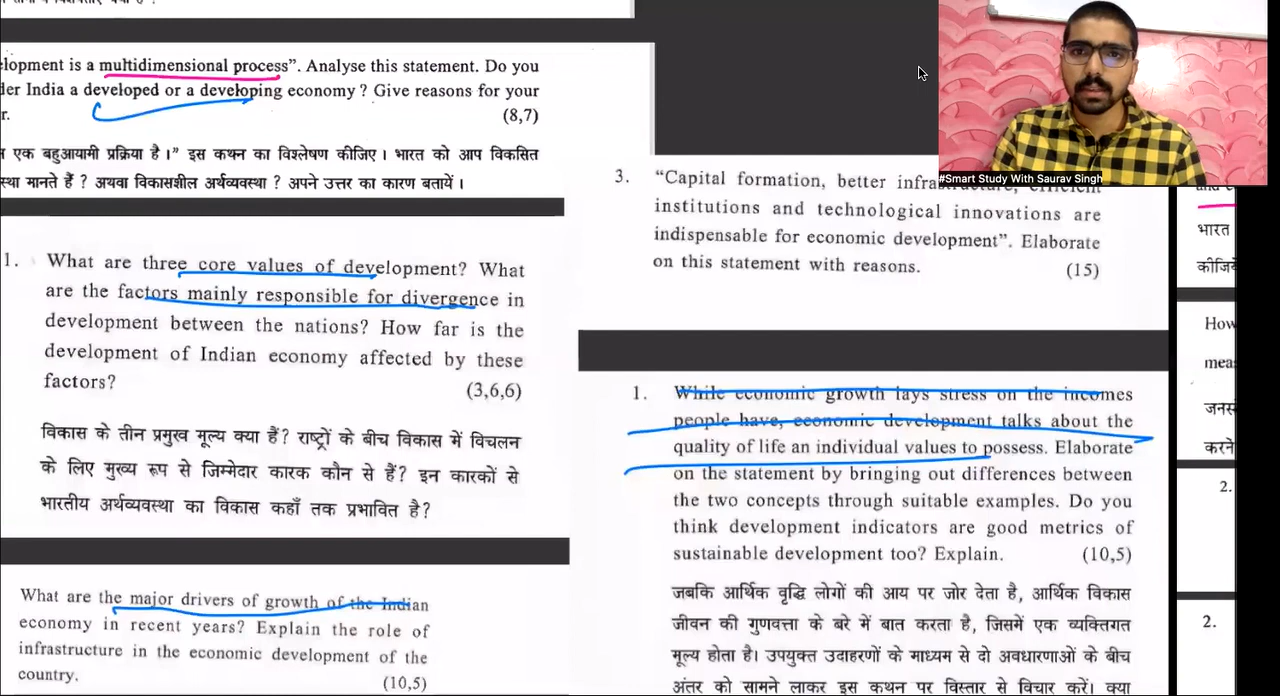 lopment is a multidimensional process". Analyse this statement. Do you
der India a developed or a developing economy ? Give reasons for your
r. (8,7)
एक बहुआयामी प्रक्रिया है।" इस कथन का विश्लेषण कीजिए। भारत को आप विकसित
स्था मानते हैं ? अथवा विकासशील अर्थव्यवस्था ? अपने उत्तर का कारण बतायें।
1. What are three core values of development? What
are the factors mainly responsible for divergence in
development between the nations? How far is the
development of Indian economy affected by these
factors? (3,6,6)
विकास के तीन प्रमुख मूल्य क्या हैं? राष्ट्रों के बीच विकास में विचलन
के लिए मुख्य रूप से जिम्मेदार कारक कौन से हैं? इन कारकों से
भारतीय अर्थव्यवस्था का विकास कहाँ तक प्रभावित है?
What are the major drivers of growth of the Indian
economy in recent years? Explain the role of
infrastructure in the economic development of the
country. (10,5)
#Smart Study With Saurav Singh
3. "Capital formation, better infrastructure, efficient
institutions and technological innovations are
indispensable for economic development". Elaborate
on this statement with reasons. (15)
1. While economic growth lays stress on the incomes
people have, economic development talks about the
quality of life an individual values to possess. Elaborate
on the statement by bringing out differences between
the two concepts through suitable examples. Do you
think development indicators are good metrics of
sustainable development too? Explain. (10,5)
जबकि आर्थिक वृद्धि लोगों की आय पर जोर देता है, आर्थिक विकास
जीवन की गुणवत्ता के बारे में बात करता है, जिसमें एक व्यक्तिगत
मूल्य होता है। उपयुक्त उदाहरणों के माध्यम से दो अवधारणाओं के बीच
अंतर को सामने लाकर इस कथन पर विस्तार से विचार करें। क्या
भारत
कीजिये
How
mea
जनस
करने
2.
2.